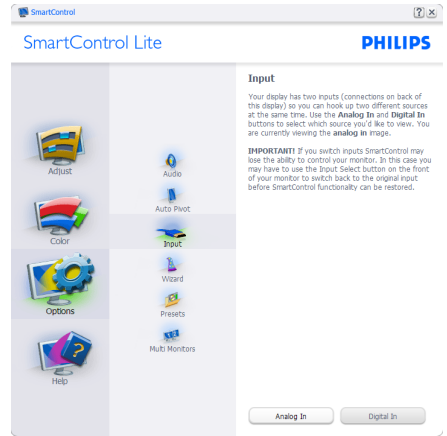 SmartControl
SmartControl Lite
PHILIPS
Adjust
Color
Options
Help
Audio
Auto Pivot
Input
Wizard
Presets
Multi Monitors
Input
Your display has two inputs (connections on back of
this display) so you can hook up two different sources
at the same time. Use the Analog In and Digital In
buttons to select which source you'd like to view. You
are currently viewing the analog in image.
IMPORTANT! If you switch inputs SmartControl may
lose the ability to control your monitor. In this case you
may have to use the Input Select button on the front
of your monitor to switch back to the original input
before SmartControl functionality can be restored.
Analog In
Digital In